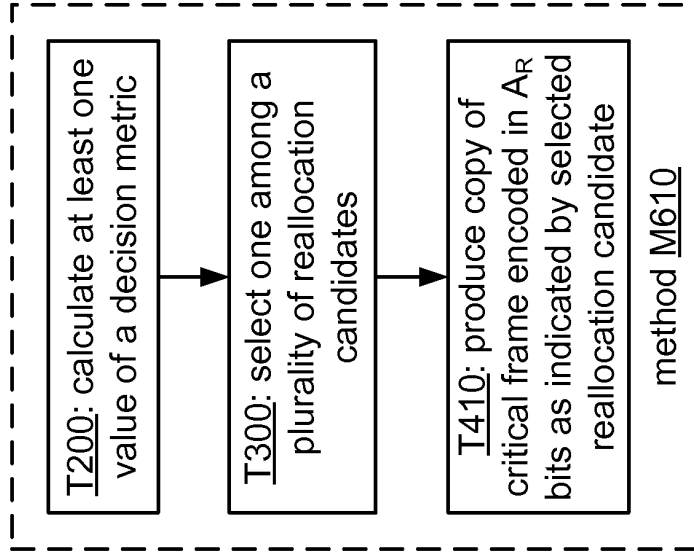 T200: calculate at least one
value of a decision metric
T300: select one among a
plurality of reallocation
candidates
T410: produce copy of
critical frame encoded in AR
bits as indicated by selected
reallocation candidate
method M610